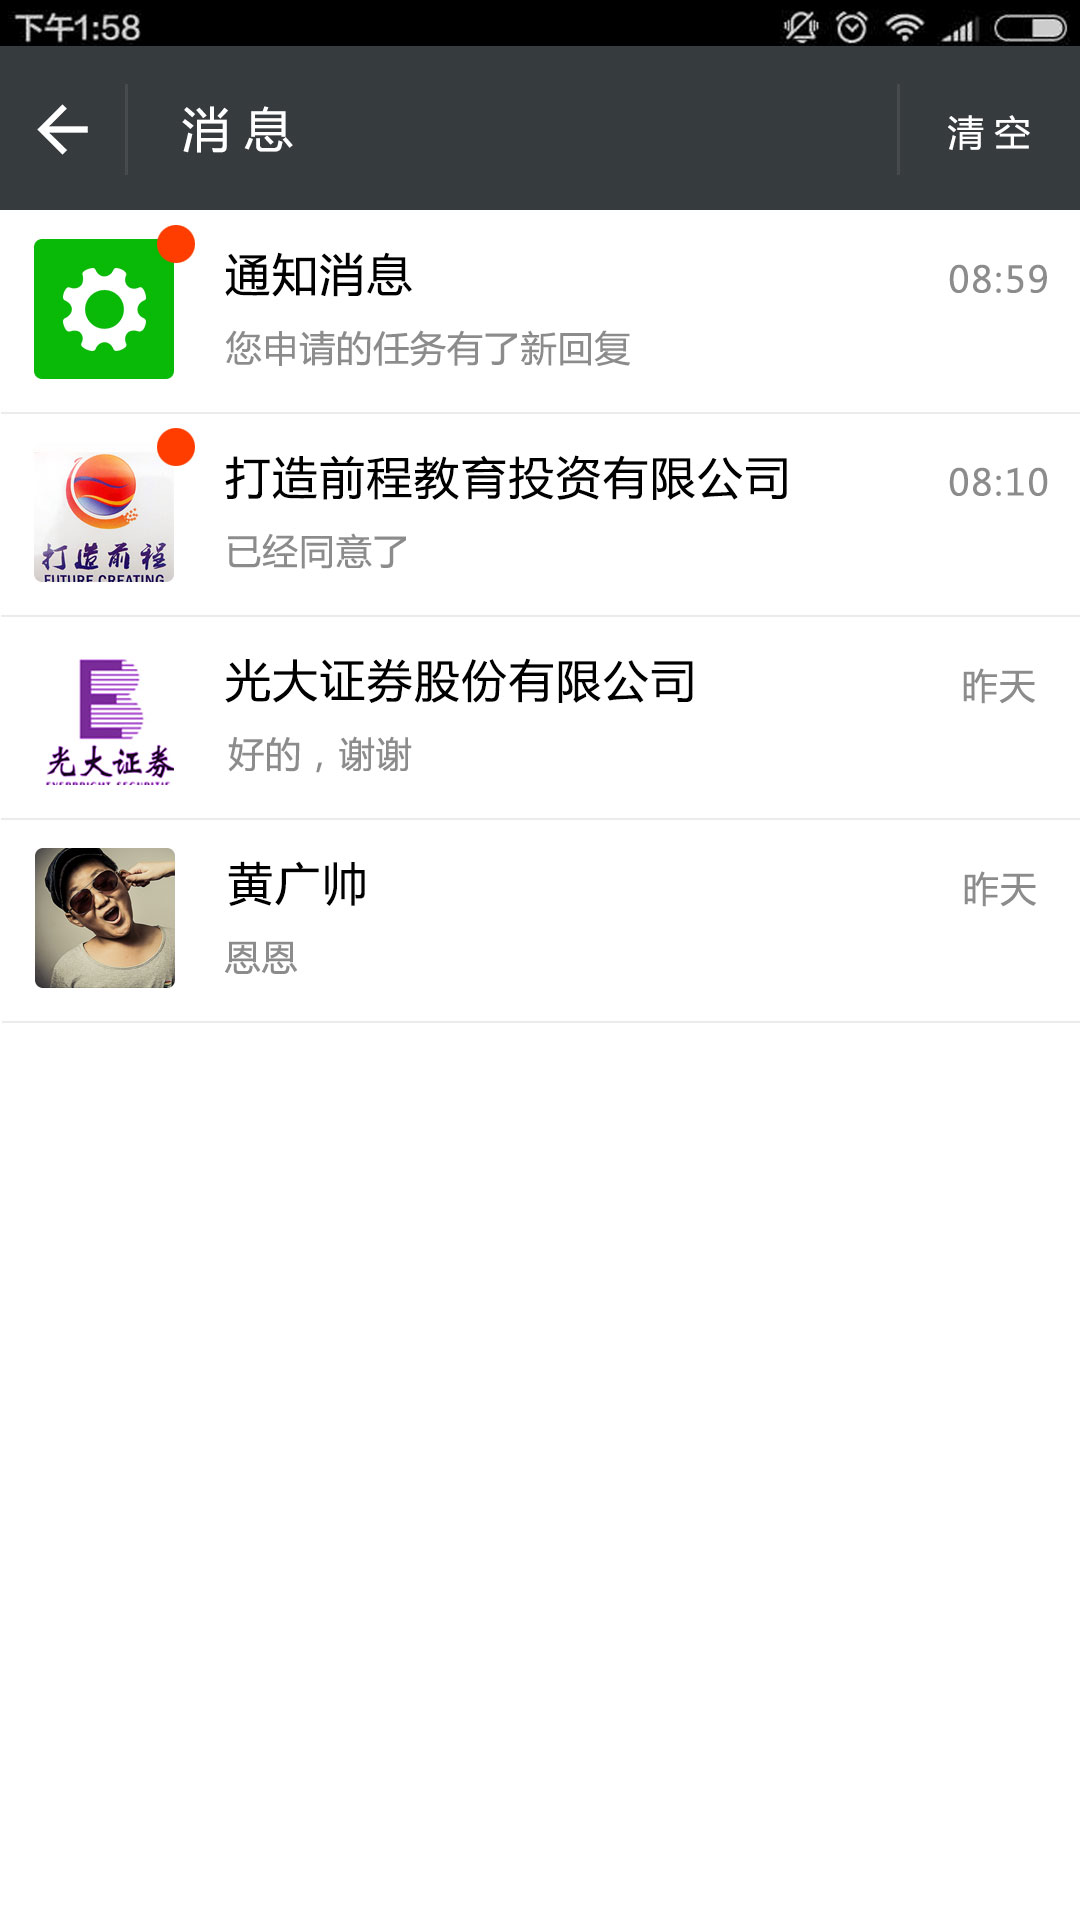 下午1:58
消息
清空
通知消息
08:59
您申请的任务有了新回复
打造前程教育投资有限公司
08:10
已经同意了
打造前程
FUTURE CREATING
光大证券股份有限公司
昨天
好的，谢谢
光大证券
黄广帅
昨天
恩恩